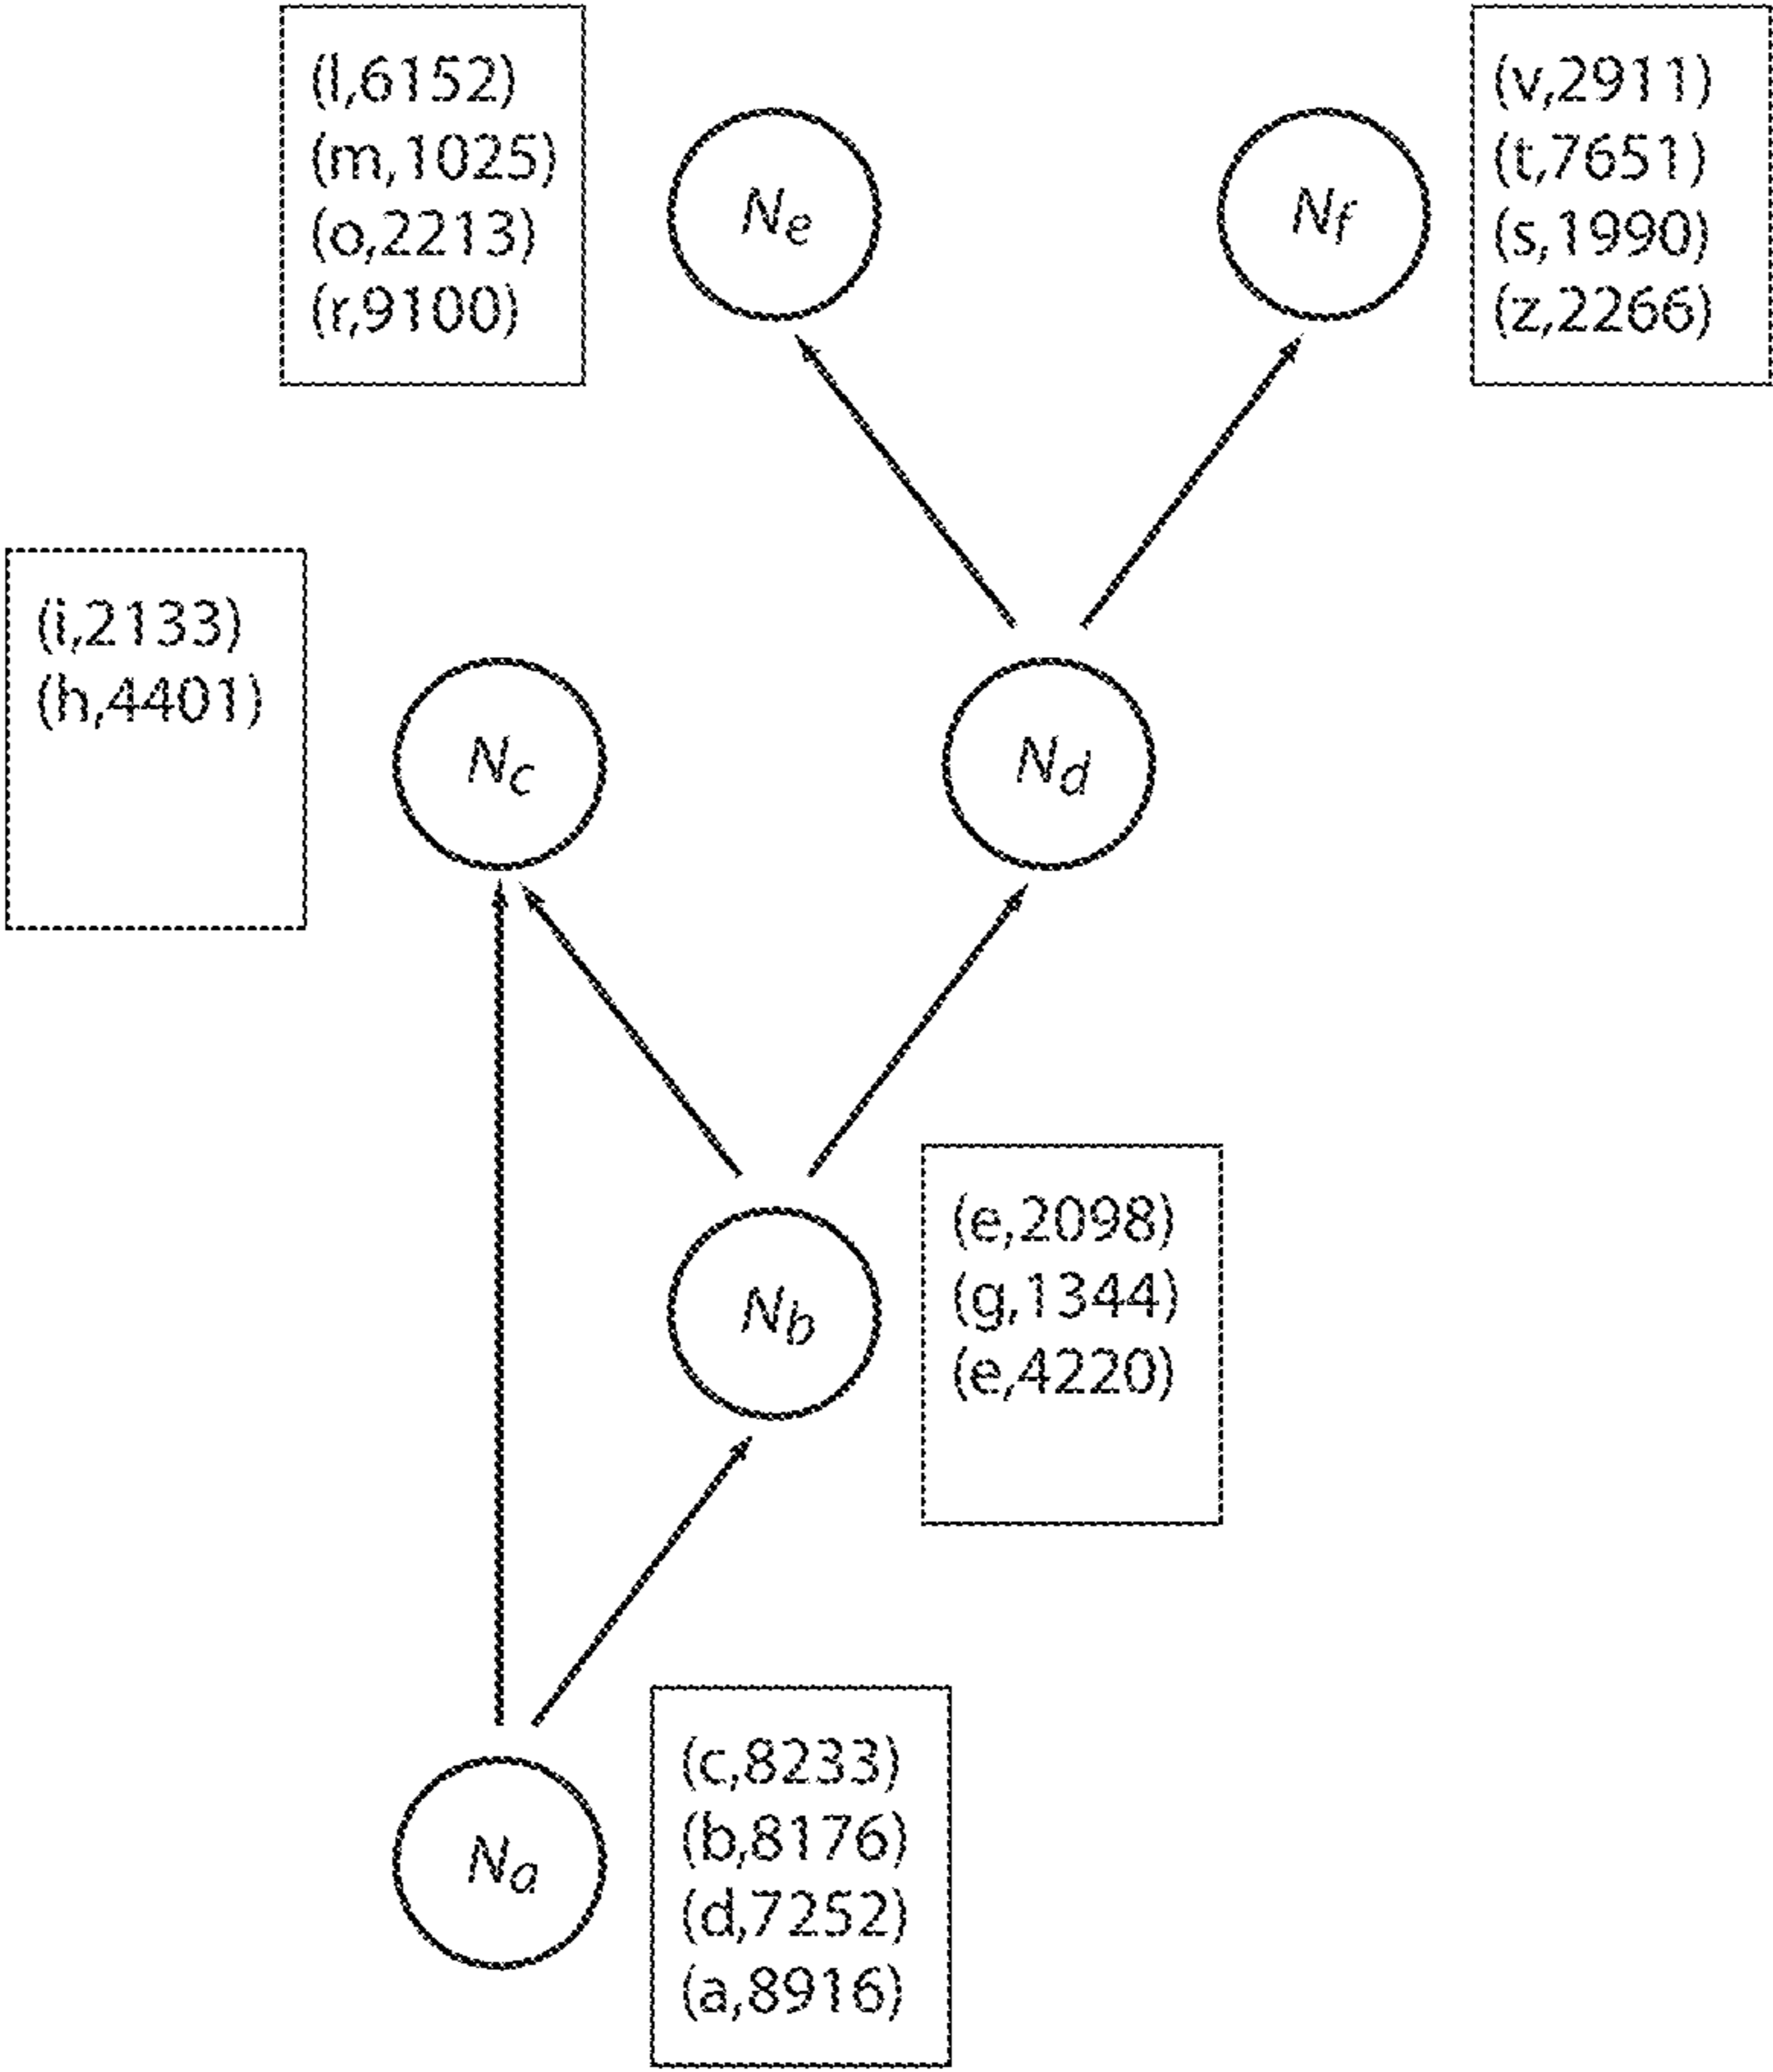 (l,6152)
(m,1025)
(o,2213)
(r,9100)
Ne
Nf
(v,2911)
(t,7651)
(s,1990)
(z,2266)
(i,2133)
(h,4401)
Nc
Nd
Nb
(e,2098)
(g,1344)
(e,4220)
Na
(c,8233)
(b,8176)
(d,7252)
(a,8916)